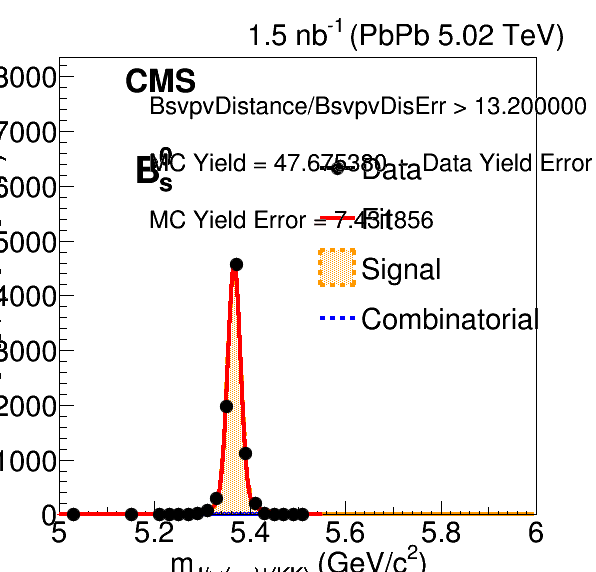 1.5 nb-1 (PbPb 5.02 TeV)
CMS
BsvpvDistance/BsvpvDisErr > 13.200000
MC Yield = 47.675380 Data Yield Error
B0s
Data
MC Yield Error = 7.431856
Fit
Signal
Combinatorial
8000
7000
6000
5000
4000
3000
2000
1000
0
5 5.2 5.4 5.6 5.8 6
m (GeV/c2)